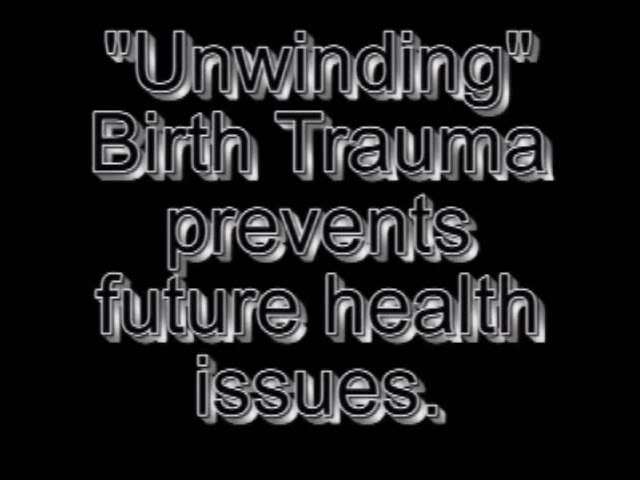 "Unwinding"
Birth Trauma
prevents
future health
issues.